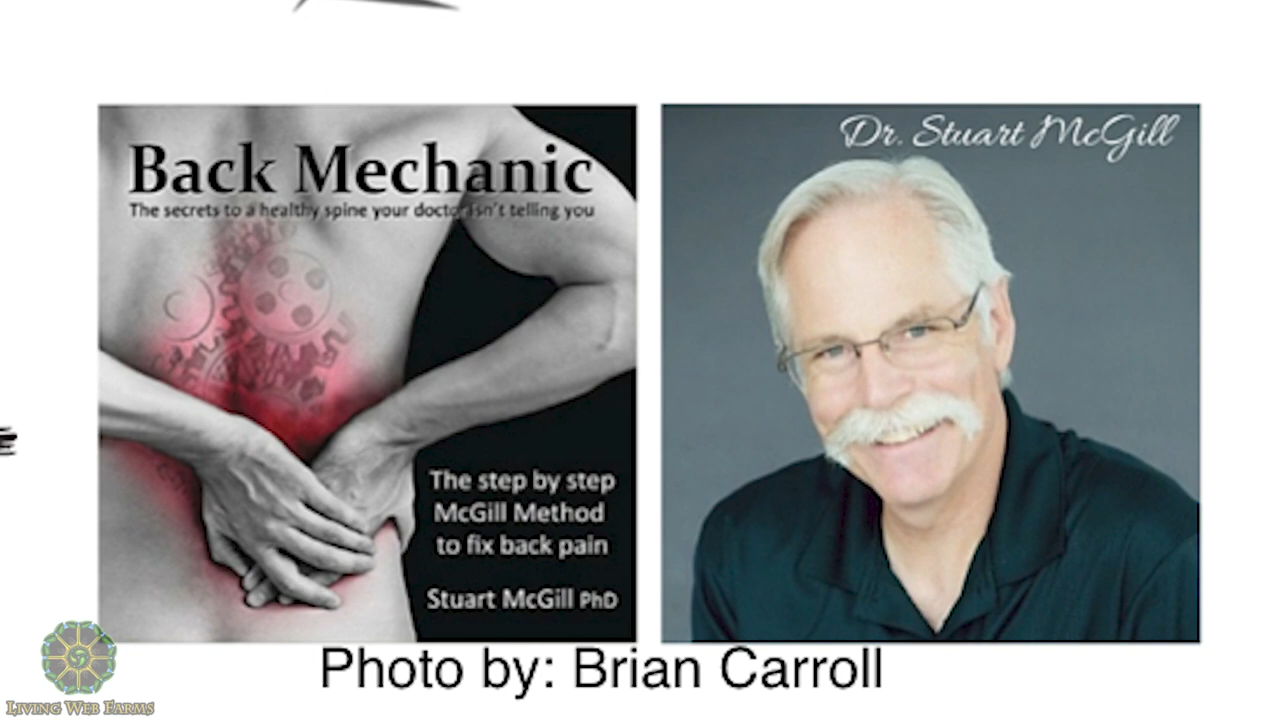 Back Mechanic
The secrets to a healthy spine your doctor isn't telling you
The step by step
McGill Method
to fix back pain
Stuart McGill PhD
Dr. Stuart McGill
Photo by: Brian Carroll
LIVING WEB FARMS